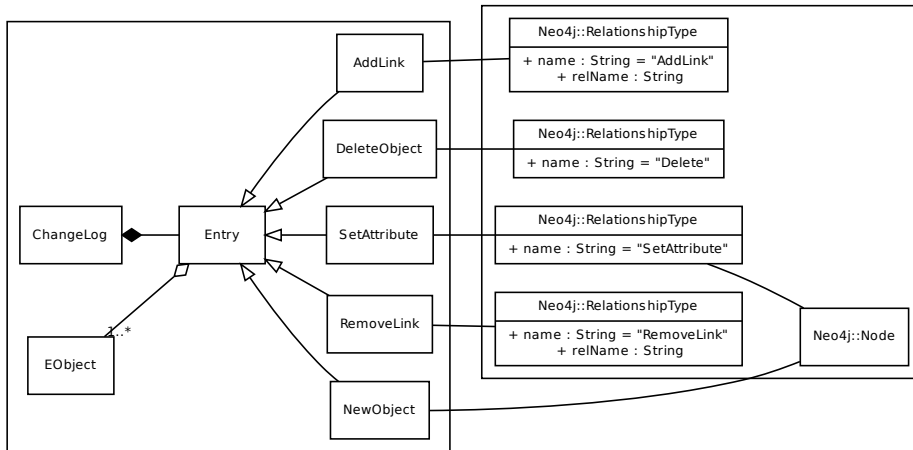 Neo4j::RelationshipType
+ name : String = "AddLink"
+ relName : String
AddLink
Neo4j::RelationshipType
+ name : String = "Delete"
DeleteObject
ChangeLog
Entry
SetAttribute
Neo4j::RelationshipType
+ name : String = "SetAttribute"
RemoveLink
Neo4j::RelationshipType
+ name : String = "RemoveLink"
+ relName : String
Neo4j::Node
1..*
EObject
NewObject